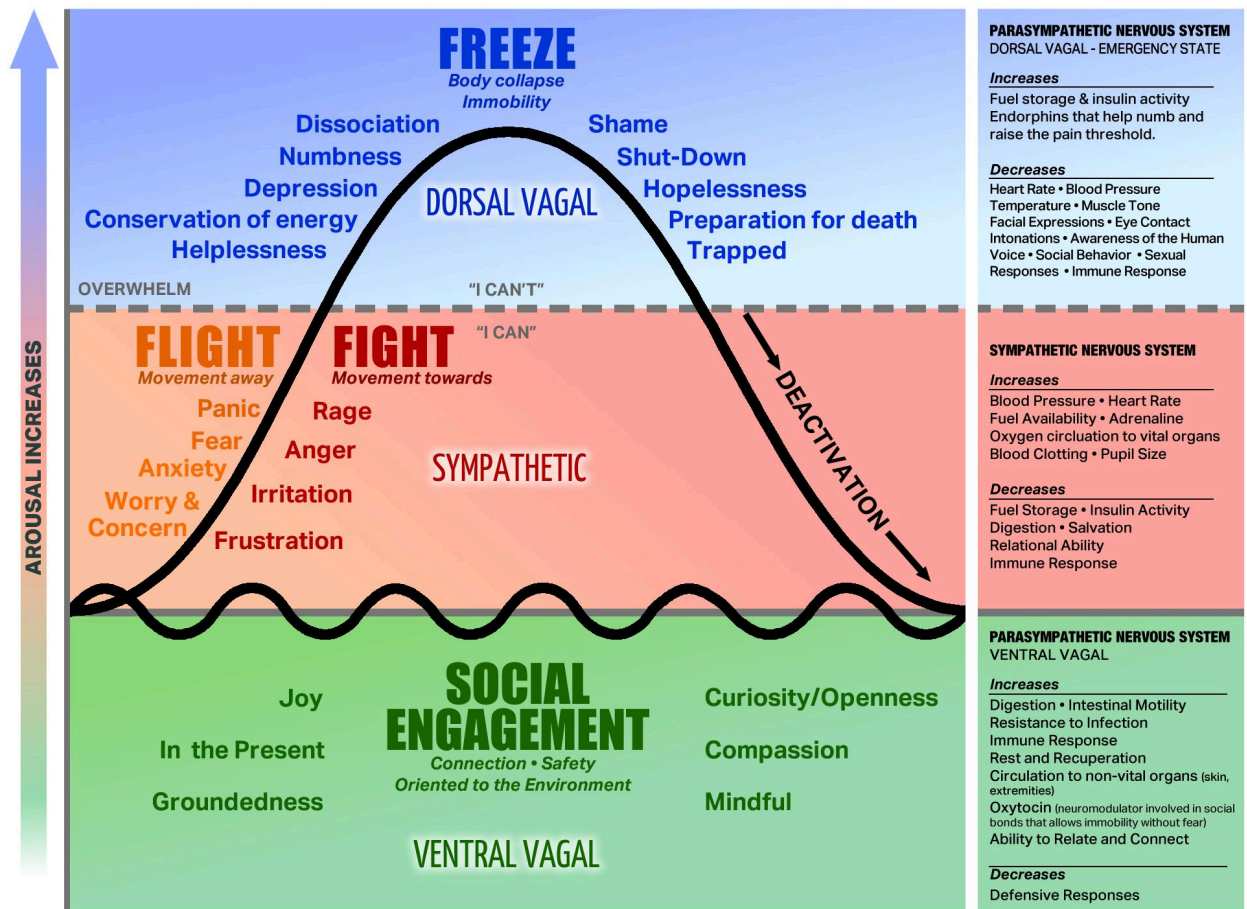 AROUSAL INCREASES
FREEZE
Body collapse
Immobility
Dissociation
Numbness
Depression
Conservation of energy
Helplessness
Shame
Shut-Down
Hopelessness
Preparation for death
Trapped
DORSAL VAGAL
OVERWHELM
"I CAN'T"
"I CAN"
FLIGHT
Movement away
Panic
Fear
Anxiety
Worry &
Concern
FIGHT
Movement towards
Rage
Anger
Irritation
Frustration
SYMPATHETIC
DEACTIVATION
SOCIAL
ENGAGEMENT
Connection • Safety
Oriented to the Environment
Joy
In the Present
Groundedness
Curiosity/Openness
Compassion
Mindful
VENTRAL VAGAL
PARASYMPATHETIC NERVOUS SYSTEM
DORSAL VAGAL - EMERGENCY STATE
Increases
Fuel storage & insulin activity
Endorphins that help numb and
raise the pain threshold.
Decreases
Heart Rate • Blood Pressure
Temperature • Muscle Tone
Facial Expressions • Eye Contact
Intonations • Awareness of the Human
Voice • Social Behavior • Sexual
Responses • Immune Response
SYMPATHETIC NERVOUS SYSTEM
Increases
Blood Pressure • Heart Rate
Fuel Availability • Adrenaline
Oxygen circluation to vital organs
Blood Clotting • Pupil Size
Decreases
Fuel Storage • Insulin Activity
Digestion • Salvation
Relational Ability
Immune Response
PARASYMPATHETIC NERVOUS SYSTEM
VENTRAL VAGAL
Increases
Digestion • Intestinal Motility
Resistance to Infection
Immune Response
Rest and Recuperation
Circulation to non-vital organs (skin,
extremities)
Oxytocin (neuromodulator involved in social
bonds that allows immobility without fear)
Ability to Relate and Connect
Decreases
Defensive Responses